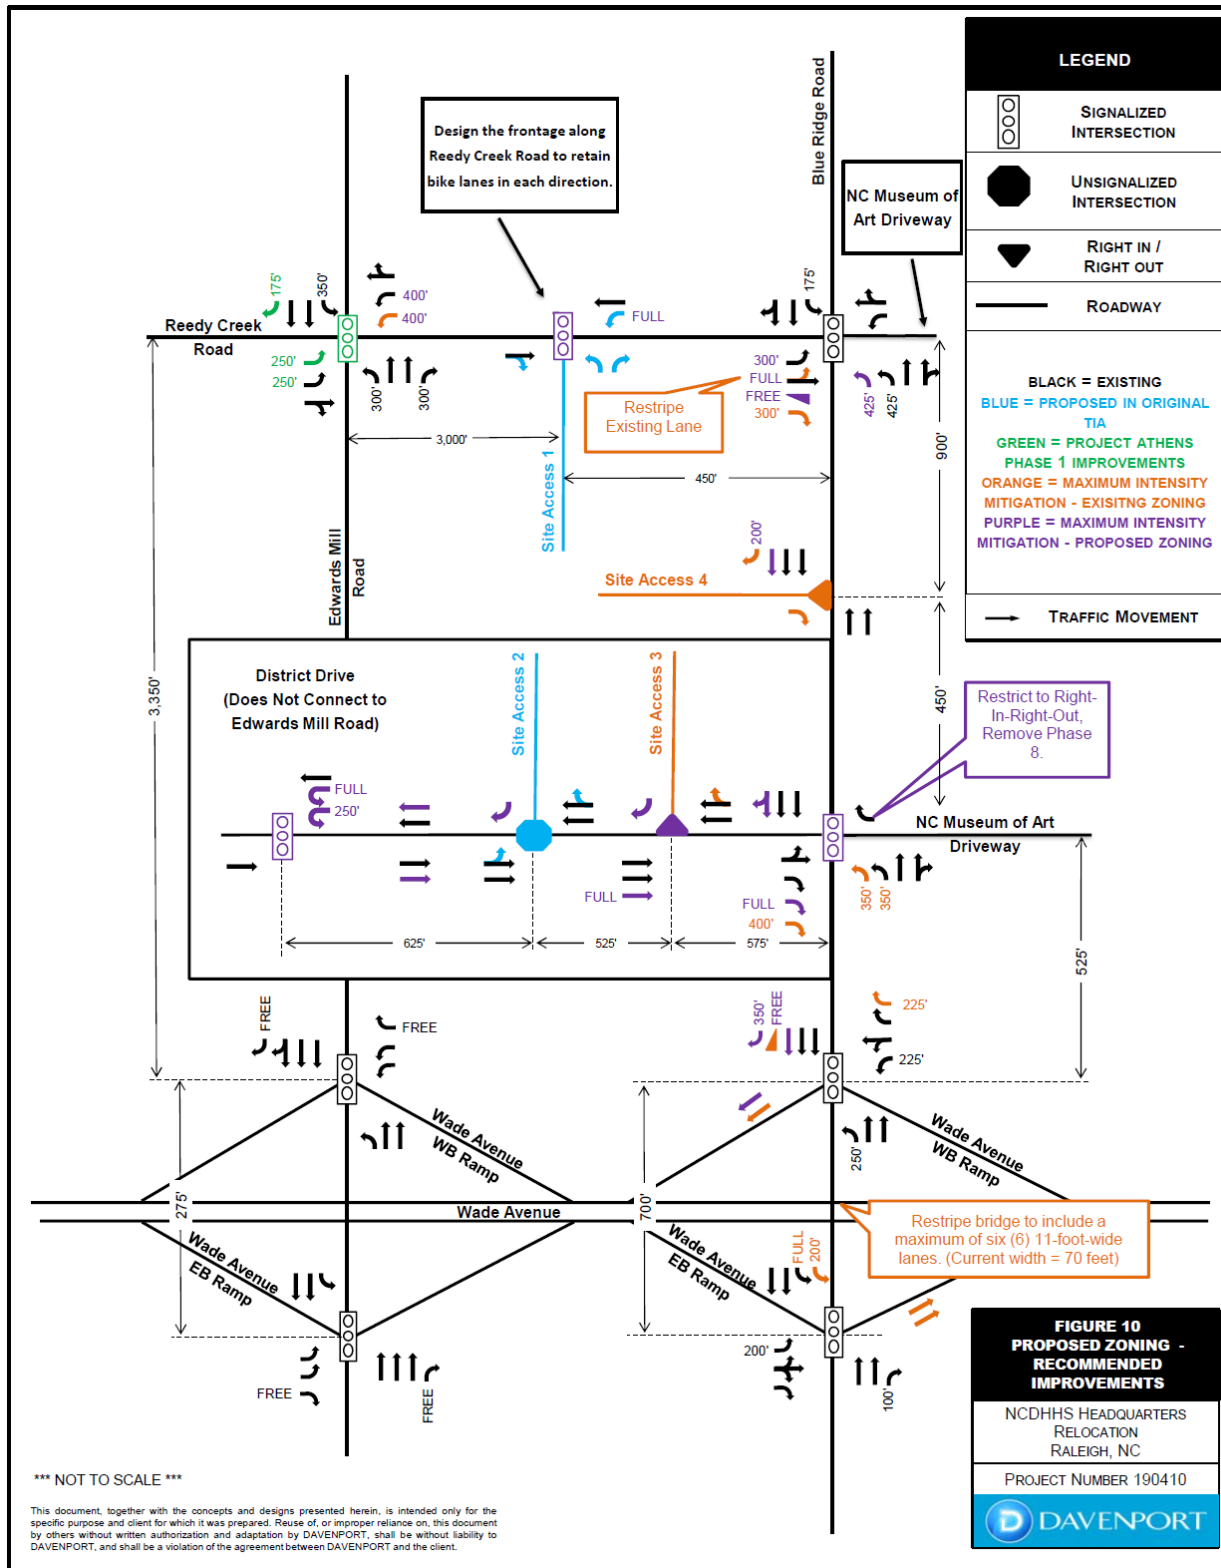 LEGEND
SIGNALIZED
INTERSECTION
UNSIGNALIZED
INTERSECTION
RIGHT IN /
RIGHT OUT
ROADWAY
BLACK = EXISTING
BLUE = PROPOSED IN ORIGINAL
TIA
GREEN = PROJECT ATHENS
PHASE 1 IMPROVEMENTS
ORANGE = MAXIMUM INTENSITY
MITIGATION - EXISITNG ZONING
PURPLE = MAXIMUM INTENSITY
MITIGATION - PROPOSED ZONING
TRAFFIC MOVEMENT
Design the frontage along
Reedy Creek Road to retain
bike lanes in each direction.
Blue Ridge Road
NC Museum of
Art Driveway
175'
350'
400'
400'
Reedy Creek
Road
250'
250'
300'
300'
FULL
175'
300'
FULL
FREE
300'
425'
425'
Restripe
Existing Lane
3,000'
450'
900'
Site Access 1
Edwards Mill
Road
200'
Site Access 4
3,350'
450'
District Drive
(Does Not Connect to
Edwards Mill Road)
Site Access 2
Site Access 3
Restrict to Right-
In-Right-Out,
Remove Phase
8.
FULL
250'
NC Museum of Art
Driveway
FULL
FULL
400'
350'
350'
625'
525'
575'
525'
FREE
FREE
350'
FREE
225'
225'
Wade Avenue
WB Ramp
250'
Wade Avenue
WB Ramp
275'
700'
Wade Avenue
Restripe bridge to include a
maximum of six (6) 11-foot-wide
lanes. (Current width = 70 feet)
Wade Avenue
EB Ramp
Wade Avenue
EB Ramp
FULL
200'
FREE
FREE
200'
100'
FIGURE 10
PROPOSED ZONING -
RECOMMENDED
IMPROVEMENTS
NCDHHS HEADQUARTERS
RELOCATION
RALEIGH, NC
PROJECT NUMBER 190410
DAVENPORT
*** NOT TO SCALE ***
This document, together with the concepts and designs presented herein, is intended only for the
specific purpose and client for which it was prepared. Reuse of, or improper reliance on, this document
by others without written authorization and adaptation by DAVENPORT, shall be without liability to
DAVENPORT, and shall be a violation of the agreement between DAVENPORT and the client.